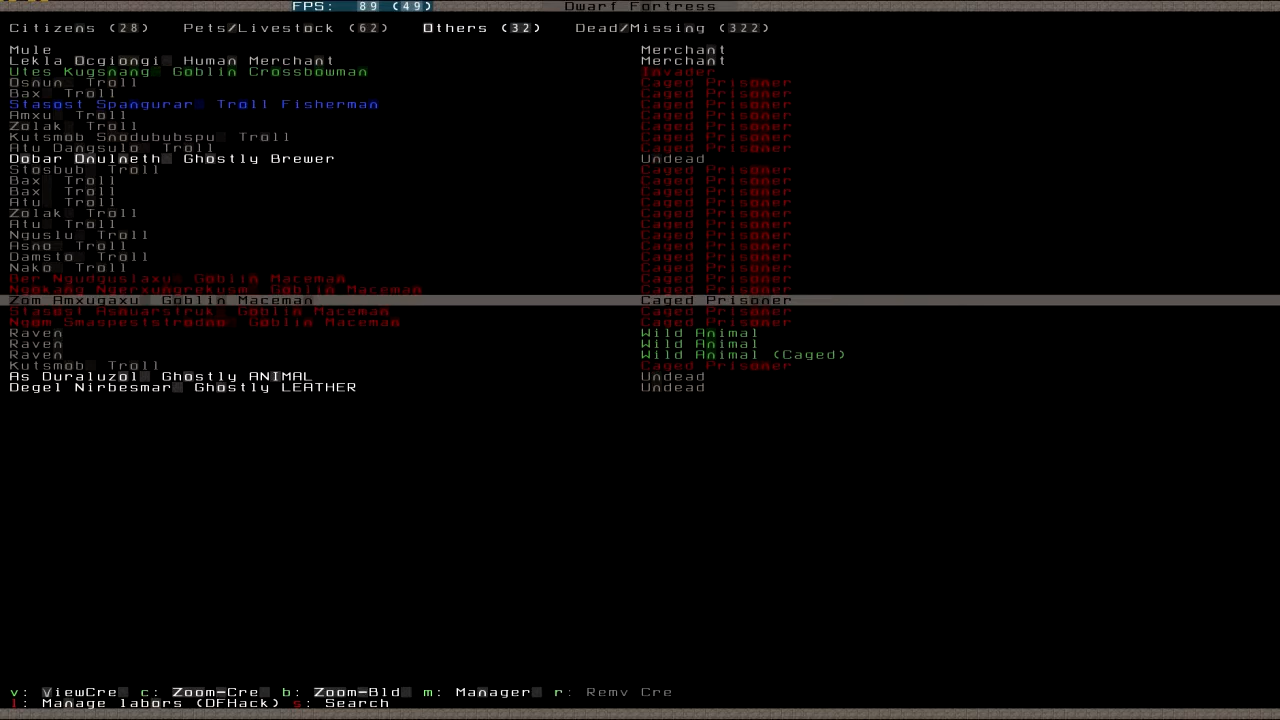 FPS: 89 (49) Dwarf Fortress
Citizens (28) Pets/Livestock (62) Others (32) Dead/Missing (322)
Mule Merchant
Lekla Ocgiongi Human Merchant Merchant
Utes Kugsnang Goblin Crossbowman Invader
Osnun Troll Caged Prisoner
Bax Troll Caged Prisoner
Stasost Spangurar Troll Fisherman Caged Prisoner
Amxu Troll Caged Prisoner
Zolak Troll Caged Prisoner
Kutsmob Snodububspu Troll Caged Prisoner
Atu Dangsulo Troll Caged Prisoner
Dobar Onulneth Ghostly Brewer Undead
Stosbub Troll Caged Prisoner
Bax Troll Caged Prisoner
Bax Troll Caged Prisoner
Atu Troll Caged Prisoner
Zolak Troll Caged Prisoner
Atu Troll Caged Prisoner
Nguslu Troll Caged Prisoner
Asno Troll Caged Prisoner
Damsto Troll Caged Prisoner
Nako Troll Caged Prisoner
Ber Ngudguslaxu Goblin Maceman Caged Prisoner
Ngokang Goblin Maceman Caged Prisoner
Zom Amxugaxu Goblin Maceman Caged Prisoner
Stasost Asmuarstruk Goblin Maceman Caged Prisoner
Ngom Goblin Maceman Caged Prisoner
Raven Wild Animal
Raven Wild Animal
Raven Wild Animal (Caged)
Kutsmob Troll Caged Prisoner
As Duraluzol Ghostly ANIMAL Undead
Degel Nirbesmar Ghostly LEATHER Undead
v: ViewCre c: Zoom-Cre b: Zoom-Bld m: Manager r: Remv Cre
l: Manage labors (DFHack) s: Search